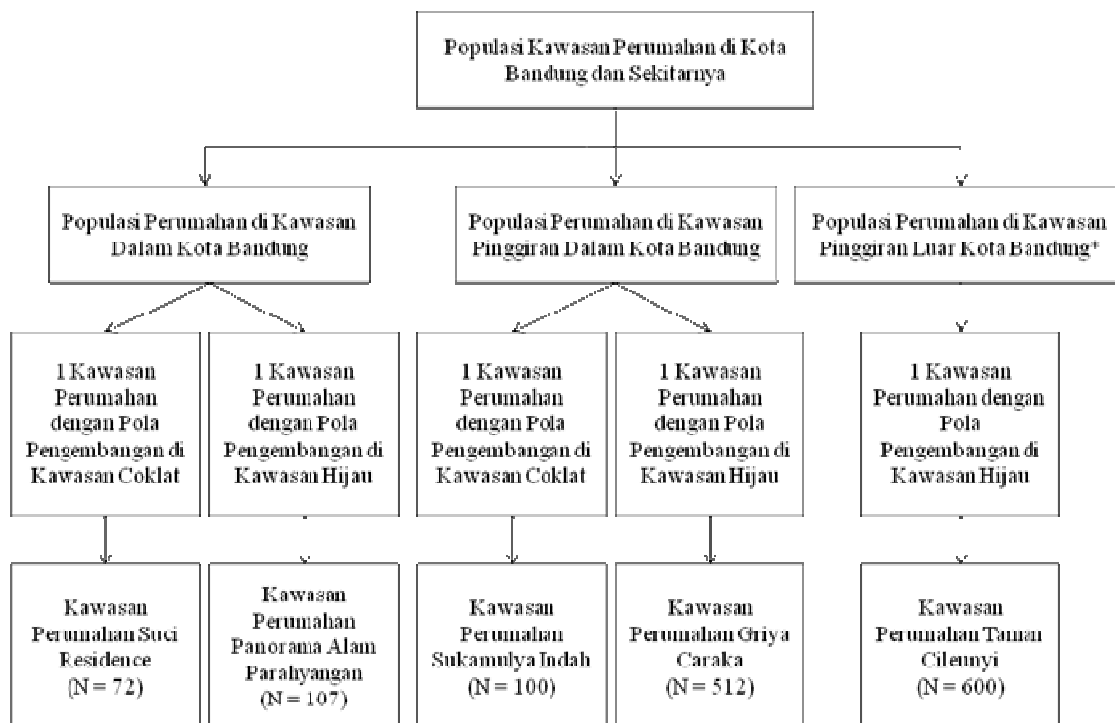 Populasi Kawasan Perumahan di Kota
Bandung dan Sekitarnya
Populasi Perumahan di Kawasan
Dalam Kota Bandung
Populasi Perumahan di Kawasan
Pinggiran Dalam Kota Bandung
Populasi Perumahan di Kawasan
Pinggiran Luar Kota Bandung*
1 Kawasan
Perumahan
dengan Pola
Pengembangan di
Kawasan Coklat
1 Kawasan
Perumahan
dengan Pola
Pengembangan di
Kawasan Hijau
1 Kawasan
Perumahan
dengan Pola
Pengembangan di
Kawasan Coklat
1 Kawasan
Perumahan
dengan Pola
Pengembangan di
Kawasan Hijau
1 Kawasan
Perumahan dengan
Pola
Pengembangan di
Kawasan Hijau
Kawasan
Perumahan Suci
Residence
(N = 72)
Kawasan
Perumahan
Panorama Alam
Parahyangan
(N = 107)
Kawasan
Perumahan
Sukamulya Indah
(N = 100)
Kawasan
Perumahan Griya
Caraka
(N = 512)
Kawasan
Perumahan Taman
Cileunyi
(N = 600)